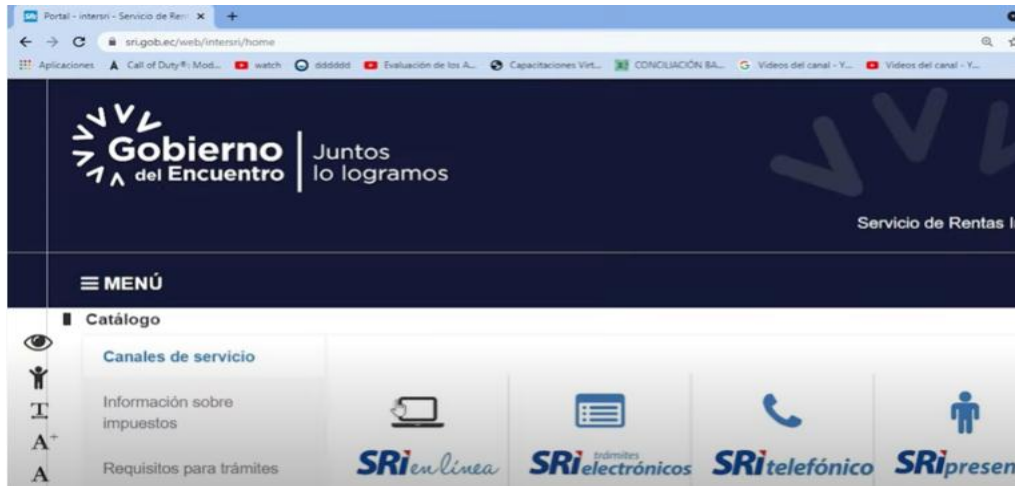 Portal - intersri - Servicio de Ren
sri.gob.ec/web/intersri/home
Aplicaciones
Call of Duty®: Mod...
watch
dddddd
Evaluación de los A...
Capacitaciones Virt...
CONCILIACIÓN BA...
Videos del canal - Y...
Videos del canal - Y...
Gobierno
del Encuentro
Juntos
lo logramos
Servicio de Rentas I
MENÚ
Catálogo
Canales de servicio
Información sobre
impuestos
Requisitos para trámites
T
A+
A
SRi en línea
SRi trámites electrónicos
SRi telefónico
SRi presen